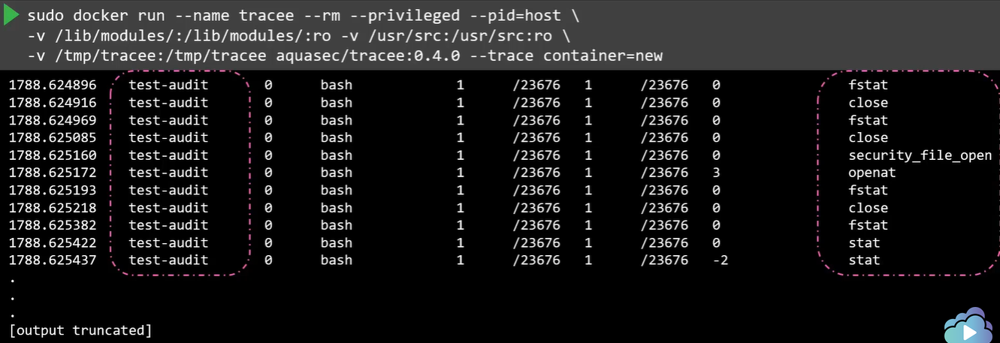 sudo docker run --name tracee --rm --privileged --pid=host \
-v /lib/modules/:/lib/modules/:ro -v /usr/src:/usr/src:ro \
-v /tmp/tracee:/tmp/tracee aquasec/tracee:0.4.0 --trace container=new
1788.624896 test-audit 0 bash 1 /23676 1 /23676 0 fstat
1788.624916 test-audit 0 bash 1 /23676 1 /23676 0 close
1788.624969 test-audit 0 bash 1 /23676 1 /23676 0 fstat
1788.625085 test-audit 0 bash 1 /23676 1 /23676 0 close
1788.625160 test-audit 0 bash 1 /23676 1 /23676 0 security_file_open
1788.625172 test-audit 0 bash 1 /23676 1 /23676 3 openat
1788.625193 test-audit 0 bash 1 /23676 1 /23676 0 fstat
1788.625218 test-audit 0 bash 1 /23676 1 /23676 0 close
1788.625382 test-audit 0 bash 1 /23676 1 /23676 0 fstat
1788.625422 test-audit 0 bash 1 /23676 1 /23676 0 stat
1788.625437 test-audit 0 bash 1 /23676 1 /23676 -2 stat
.
.
.
[output truncated]